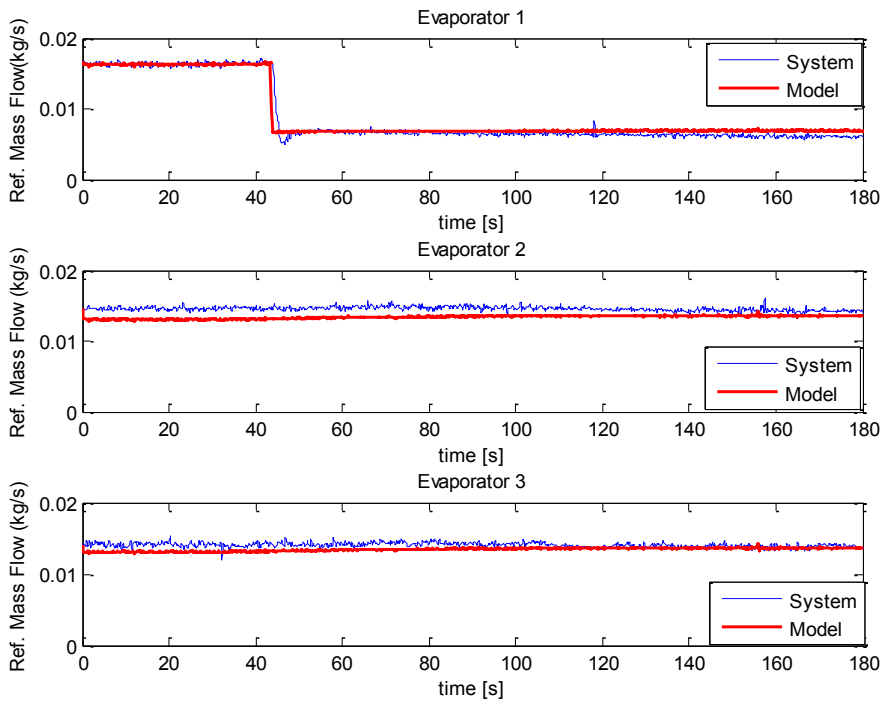 Evaporator 1
Ref. Mass Flow(kg/s)
0.02
0.01
0
System
Model
0 20 40 60 80 100 120 140 160 180
time [s]
Evaporator 2
Ref. Mass Flow (kg/s)
0.02
0.01
0
System
Model
0 20 40 60 80 100 120 140 160 180
time [s]
Evaporator 3
Ref. Mass Flow (kg/s)
0.02
0.01
0
System
Model
0 20 40 60 80 100 120 140 160 180
time [s]